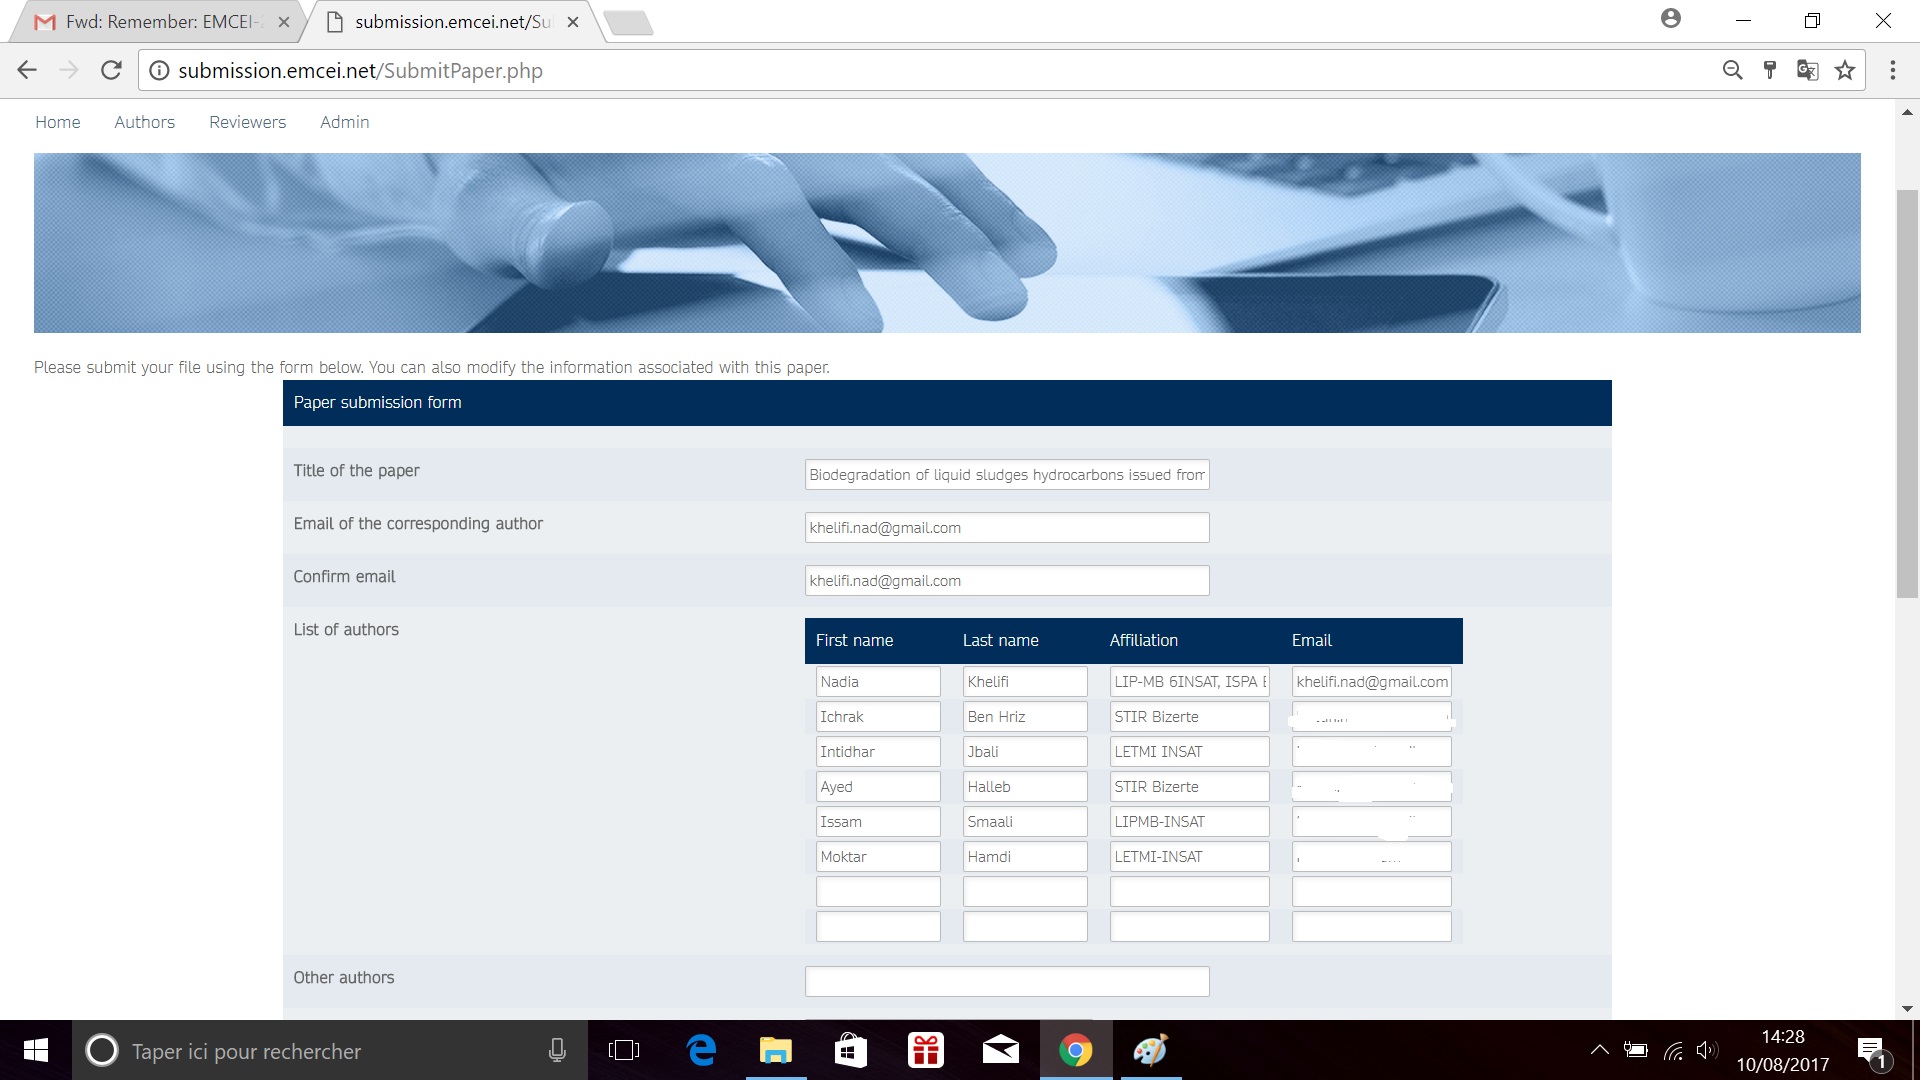 Fwd: Remember: EMCEI-
submission.emcei.net/Su
submission.emcei.net/SubmitPaper.php
Home Authors Reviewers Admin
Please submit your file using the form below. You can also modify the information associated with this paper.
Paper submission form
Title of the paper Biodegradation of liquid sludges hydrocarbons issued from
Email of the corresponding author khelifi.nad@gmail.com
Confirm email khelifi.nad@gmail.com
List of authors
First name Last name Affiliation Email
Nadia Khelifi LIP-MB 6INSAT, ISPA khelifi.nad@gmail.com
Ichrak Ben Hriz STIR Bizerte
Intidhar Jbali LETMI INSAT
Ayed Halleb STIR Bizerte
Issam Smaali LIPMB-INSAT
Moktar Hamdi LETMI-INSAT
Other authors
Taper ici pour rechercher
14:28
10/08/2017
1